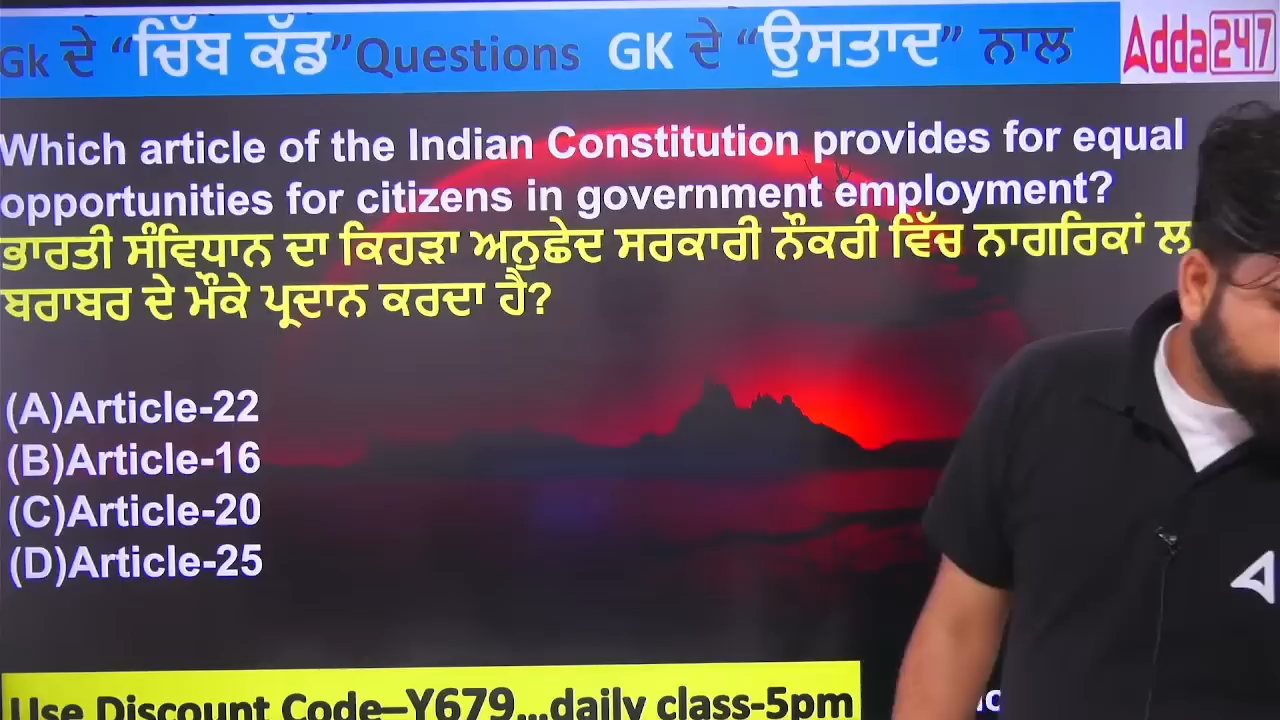 Gk ਦੇ “ਚਿੱਬ ਕੱਡ”Questions GK ਦੇ “ਉਸਤਾਦ” ਨਾਲ
Adda247
Which article of the Indian Constitution provides for equal
opportunities for citizens in government employment?
ਭਾਰਤੀ ਸੰਵਿਧਾਨ ਦਾ ਕਿਹੜਾ ਅਨੁਛੇਦ ਸਰਕਾਰੀ ਨੌਕਰੀ ਵਿੱਚ ਨਾਗਰਿਕਾਂ
ਬਰਾਬਰ ਦੇ ਮੌਕੇ ਪ੍ਰਦਾਨ ਕਰਦਾ ਹੈ?
(A)Article-22
(B)Article-16
(C)Article-20
(D)Article-25
Use Discount Code–Y679...daily class-5pm